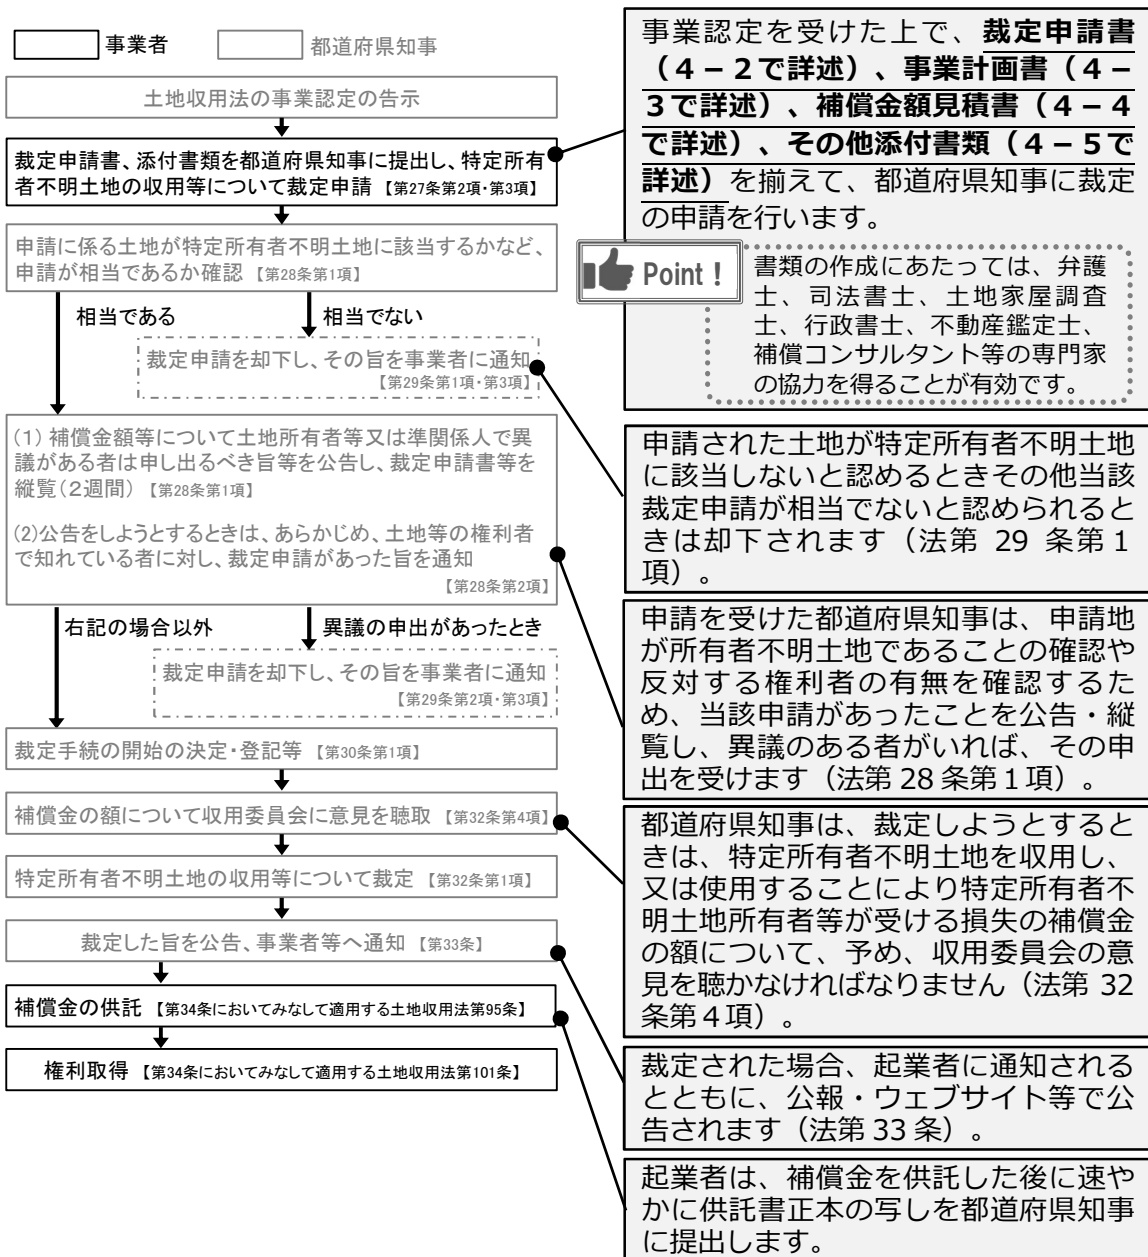 事業者 都道府県知事
土地収用法の事業認定の告示
裁定申請書、添付書類を都道府県知事に提出し、特定所有
者不明土地の収用等について裁定申請 【第27条第2項・第3項】
申請に係る土地が特定所有者不明土地に該当するかなど、
申請が相当であるか確認 【第28条第1項】
相当である 相当でない
裁定申請を却下し、その旨を事業者に通知
【第29条第1項・第3項】
(1) 補償金額等について土地所有者等又は準関係人で異
議がある者は申し出るべき旨等を公告し、裁定申請書等を
縦覧(2週間) 【第28条第1項】
(2)公告をしようとするときは、あらかじめ、土地等の権利者
で知れている者に対し、裁定申請があった旨を通知
【第28条第2項】
右記の場合以外 異議の申出があったとき
裁定申請を却下し、その旨を事業者に通知
【第29条第2項・第3項】
裁定手続の開始の決定・登記等 【第30条第1項】
補償金の額について収用委員会に意見を聴取 【第32条第4項】
特定所有者不明土地の収用等について裁定 【第32条第1項】
裁定した旨を公告、事業者等へ通知 【第33条】
補償金の供託 【第34条においてみなして適用する土地収用法第95条】
権利取得 【第34条においてみなして適用する土地収用法第101条】
事業認定を受けた上で、裁定申請書
(4-2で詳述)、事業計画書(4-
3で詳述)、補償金額見積書(4-4
で詳述)、その他添付書類(4-5で
詳述)を揃えて、都道府県知事に裁定
の申請を行います。
Point!
書類の作成にあたっては、弁護
士、司法書士、土地家屋調査
士、行政書士、不動産鑑定士、
補償コンサルタント等の専門家
の協力を得ることが有効です。
申請された土地が特定所有者不明土地
に該当しないと認めるときその他当該
裁定申請が相当でないと認められると
きは却下されます(法第 29 条第1
項)。
申請を受けた都道府県知事は、申請地
が所有者不明土地であることの確認や
反対する権利者の有無を確認するた
め、当該申請があったことを公告・縦
覧し、異議のある者がいれば、その申
出を受けます(法第 28 条第1項)。
都道府県知事は、裁定しようとすると
きは、特定所有者不明土地を収用し、
又は使用することにより特定所有者不
明土地所有者等が受ける損失の補償金
の額について、予め、収用委員会の意
見を聴かなければなりません(法第 32
条第4項)。
裁定された場合、起業者に通知される
とともに、公報・ウェブサイト等で公
告されます(法第 33 条)。
起業者は、補償金を供託した後に速や
かに供託書正本の写しを都道府県知事
に提出します。